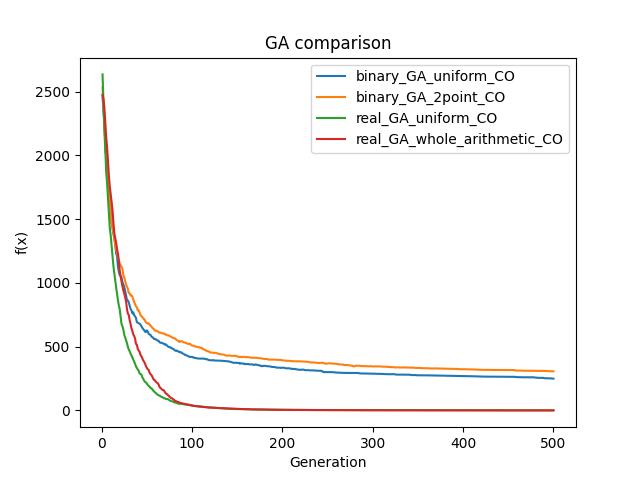 GA comparison
binary_GA_uniform_CO
binary_GA_2point_CO
real_GA_uniform_CO
real_GA_whole_arithmetic_CO
f(x)
2500
2000
1500
1000
500
0
0 100 200 300 400 500
Generation